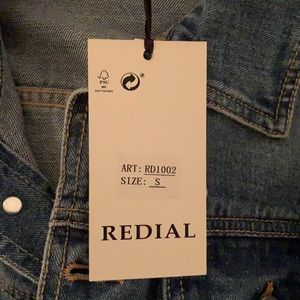 FSC
ART: RD1002
SIZE: S
REDIAL